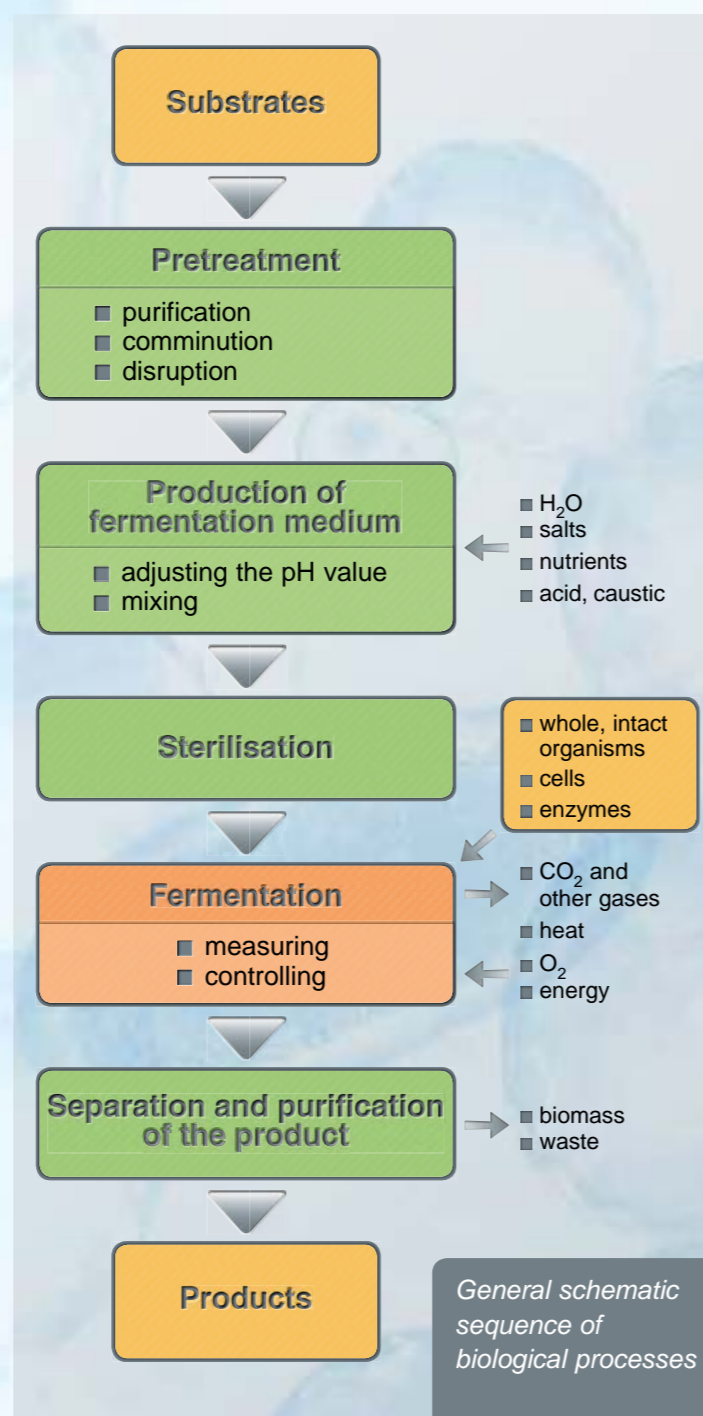 Substrates
Pretreatment
■ purification
■ comminution
■ disruption
Production of
fermentation medium
■ adjusting the pH value
■ mixing
■ H₂O
■ salts
■ nutrients
■ acid, caustic
Sterilisation
■ whole, intact
organisms
■ cells
■ enzymes
Fermentation
■ measuring
■ controlling
■ CO₂ and
other gases
■ heat
■ O₂
■ energy
Separation and purification
of the product
■ biomass
■ waste
Products
General schematic
sequence of
biological processes